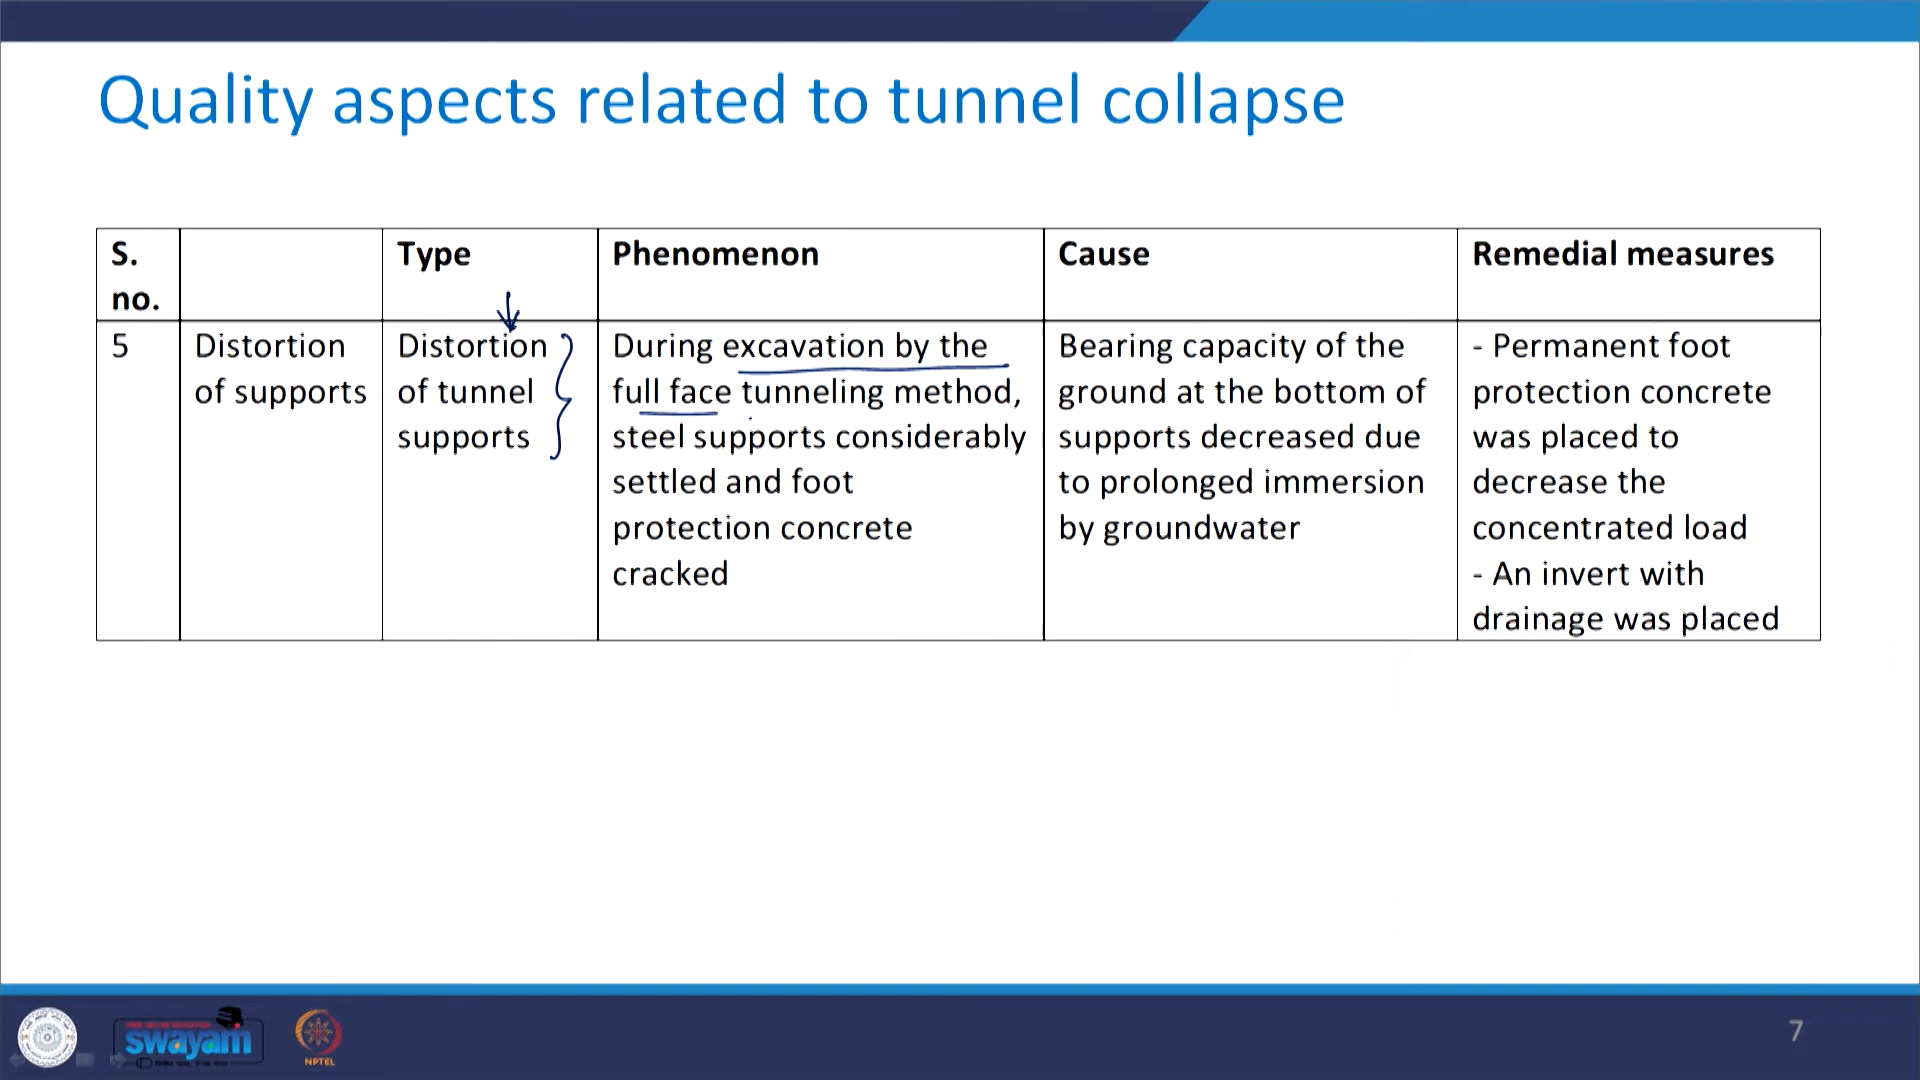 Quality aspects related to tunnel collapse
S.
no.
Type
Phenomenon
Cause
Remedial measures
5
Distortion
of supports
Distortion
of tunnel
supports
During excavation by the
full face tunneling method,
steel supports considerably
settled and foot
protection concrete
cracked
Bearing capacity of the
ground at the bottom of
supports decreased due
to prolonged immersion
by groundwater
- Permanent foot
protection concrete
was placed to
decrease the
concentrated load
- An invert with
drainage was placed
swayam
NPTEL
7